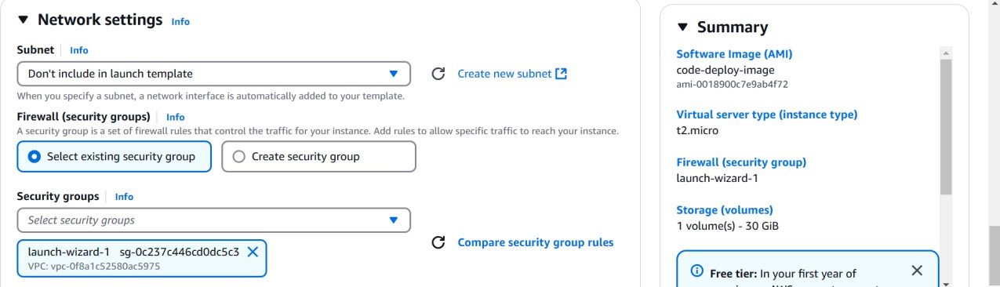 Network settings Info
Subnet Info
Don't include in launch template
Create new subnet
When you specify a subnet, a network interface is automatically added to your template.
Firewall (security groups) Info
A security group is a set of firewall rules that control the traffic for your instance. Add rules to allow specific traffic to reach your instance.
Select existing security group
Create security group
Security groups Info
Select security groups
launch-wizard-1 sg-0c237c446cd0dc5c3
VPC: vpc-0f8a1c52580ac5975
Compare security group rules
Summary
Software Image (AMI)
code-deploy-image
ami-0018900c7e9ab4f72
Virtual server type (instance type)
t2.micro
Firewall (security group)
launch-wizard-1
Storage (volumes)
1 volume(s) - 30 GiB
Free tier: In your first year of